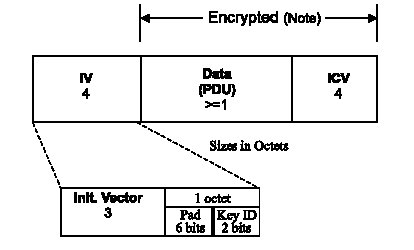 Encrypted (Note)
IV
4
Data
(PDU)
>=1
ICV
4
Sizes in Octets
Init. Vector
3
1 octet
Pad
6 bits
Key ID
2 bits